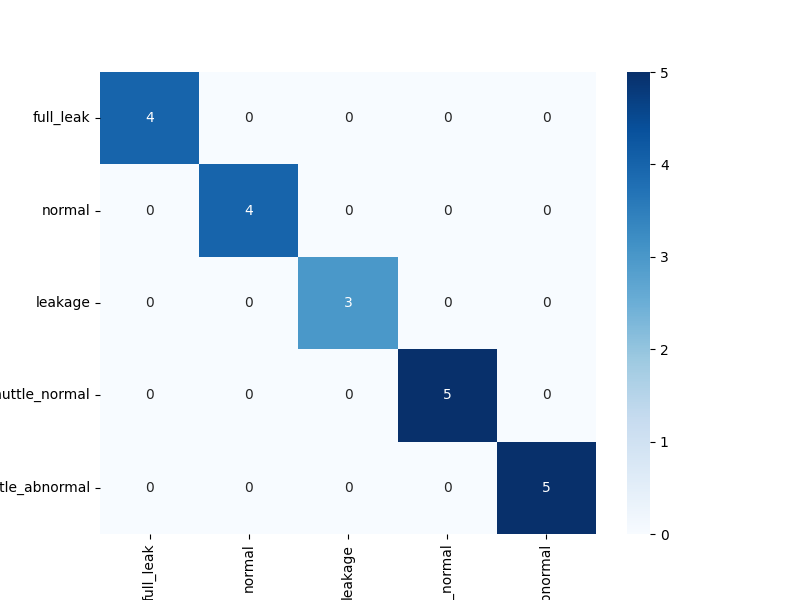 full_leak 4 0 0 0 0
normal 0 4 0 0 0
leakage 0 0 3 0 0
uttle_normal 0 0 0 5 0
tle_abnormal 0 0 0 0 5
full_leak
normal
leakage
_normal
bnormal
5
4
3
2
1
0